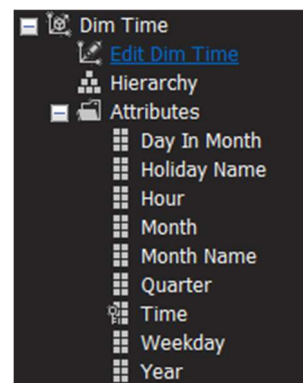 Dim Time
Edit Dim Time
Hierarchy
Attributes
Day In Month
Holiday Name
Hour
Month
Month Name
Quarter
Time
Weekday
Year